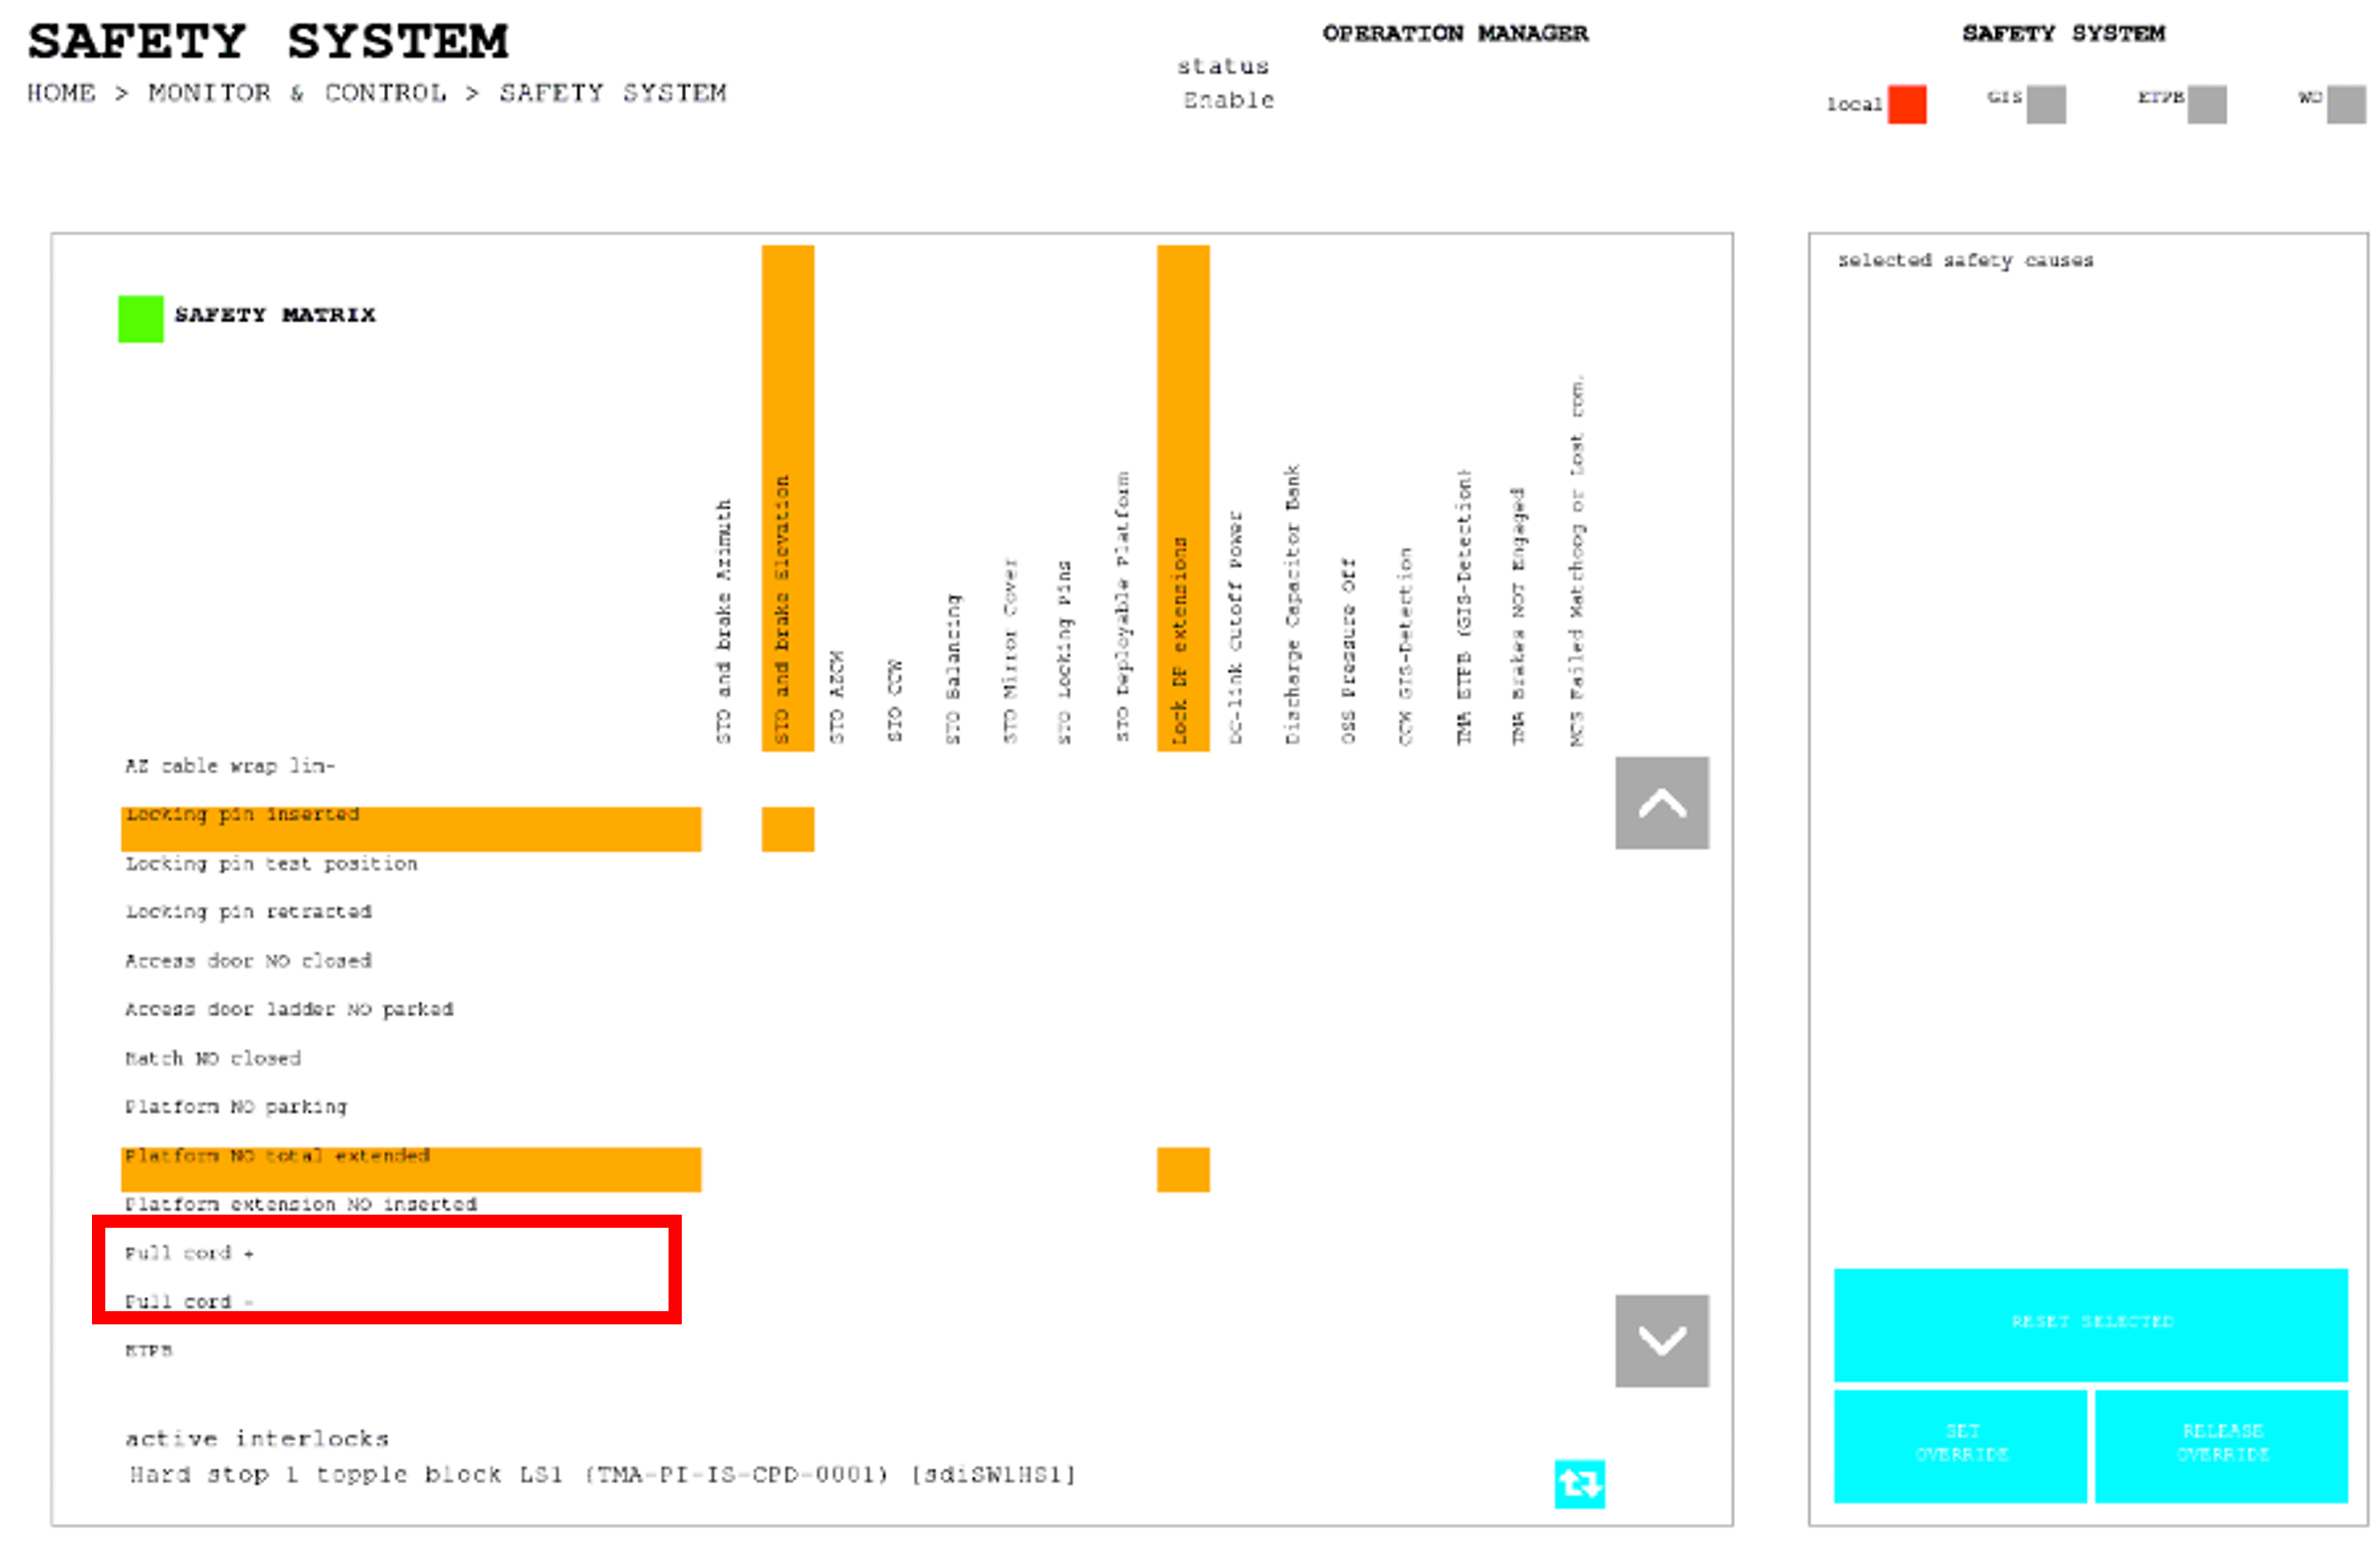 SAFETY SYSTEM
HOME > MONITOR & CONTROL > SAFETY SYSTEM
OPERATION MANAGER
status
Enable
SAFETY SYSTEM
local
GIS
ETPB
WD
SAFETY MATRIX
STO and brake Azimuth
STO and brake Elevation
STO AZCW
STO CCW
STO Balancing
STO Mirror Cover
STO Locking Pins
STO Deployable Platform
Lock DP extensions
DC-link cutoff Power
Discharge Capacitor Bank
OSS Pressure Off
CCW GIS-Detection
TMA ETPB (GIS-Detection)
TMA Brakes NOT Engaged
MCS Failed or Lost com.
AZ cable wrap lim-
Locking pin inserted
Locking pin test position
Locking pin retracted
Access door NO closed
Access door ladder NO parked
Hatch NO closed
Platform NO parking
Platform NO total extended
Platform extension NO inserted
Pull cord +
Pull cord -
ETPB
active interlocks
Hard stop 1 topple block LS1 (TMA-PI-IS-CPD-0001) [sdiSW1HS1]
Selected safety causes
RESET SELECTED
SET
OVERRIDE
RELEASE
OVERRIDE